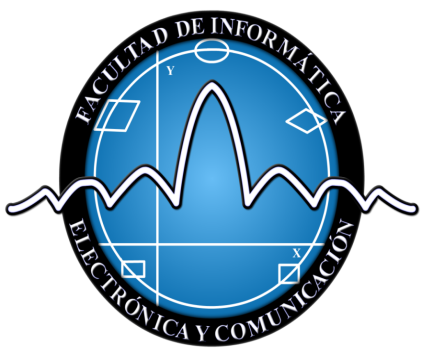 FACULTAD DE INFORMÁTICA
Y
X
ELECTRÓNICA Y COMUNICACIÓN